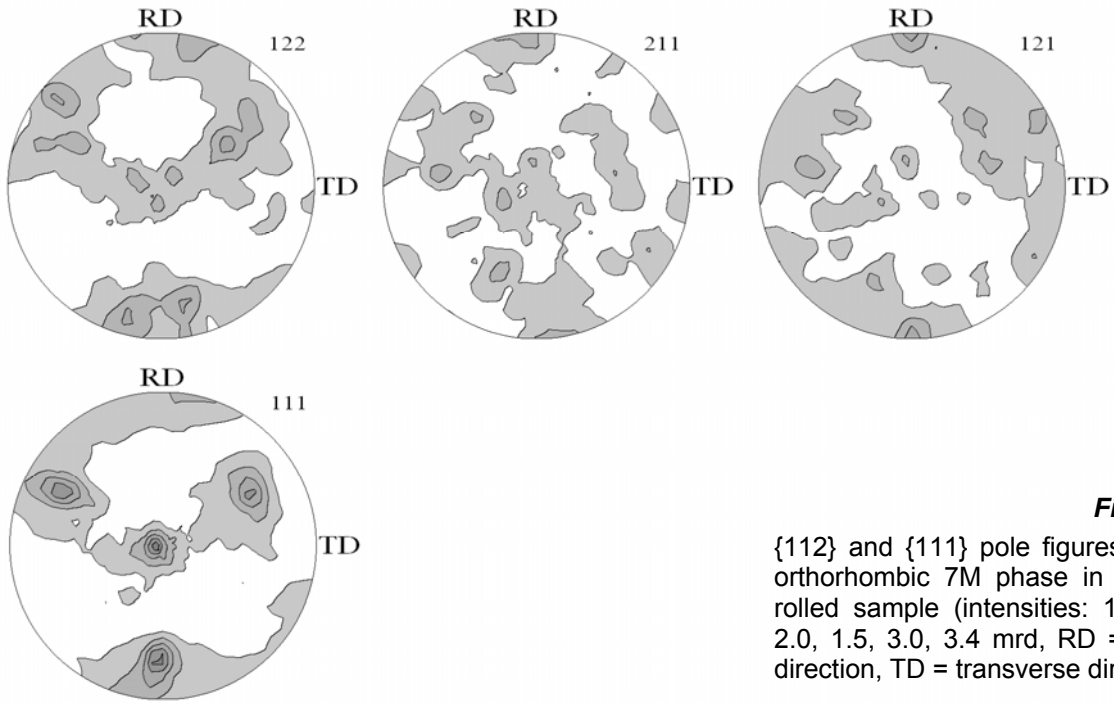 RD
122
TD
RD
211
TD
RD
121
TD
RD
111
TD
{112} and {111} pole figures
orthorhombic 7M phase in
rolled sample (intensities: 1
2.0, 1.5, 3.0, 3.4 mrd, RD =
direction, TD = transverse